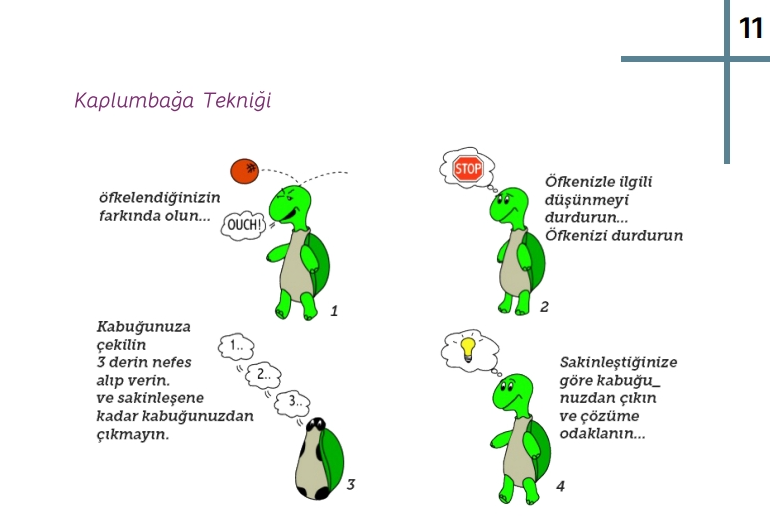 11
Kaplumbağa Tekniği
öfkelendiğinizin
farkında olun...
OUCH!
1
STOP
Öfkenizle ilgili
düşünmeyi
durdurun...
Öfkenizi durdurun
2
Kabuğunuza
çekilin
3 derin nefes
alıp verin.
ve sakinleşene
kadar kabuğunuzdan
çıkmayın.
1..
2..
3..
3
Sakinleştiğinize
göre kabuğu_
nuzdan çıkın
ve çözüme
odaklanın...
4